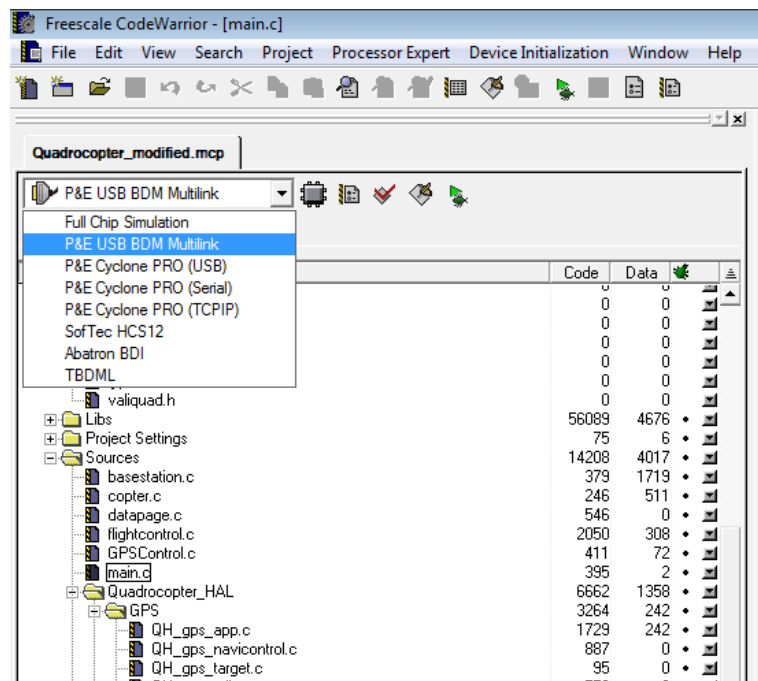 Freescale CodeWarrior - [main.c]
File Edit View Search Project Processor Expert Device Initialization Window Help
Quadrocopter_modified.mcp
P&E USB BDM Multilink
Full Chip Simulation
P&E USB BDM Multilink
P&E Cyclone PRO (USB)
P&E Cyclone PRO (Serial)
P&E Cyclone PRO (TCPIP)
SofTec HCS12
Abatron BDI
TBDML
Code Data
0 0
0 0
0 0
0 0
0 0
0 0
valiquad.h 0 0
Libs 56089 4676 •
Project Settings 75 6 •
Sources 14208 4017 •
basestation.c 379 1719 •
copter.c 246 511 •
datapage.c 546 0 •
flightcontrol.c 2050 308 •
GPSControl.c 411 72 •
main.c 395 2 •
Quadrocopter_HAL 6662 1358 •
GPS 3264 242 •
QH_gps_app.c 1729 242 •
QH_gps_navicontrol.c 887 0 •
QH_gps_target.c 95 0 •